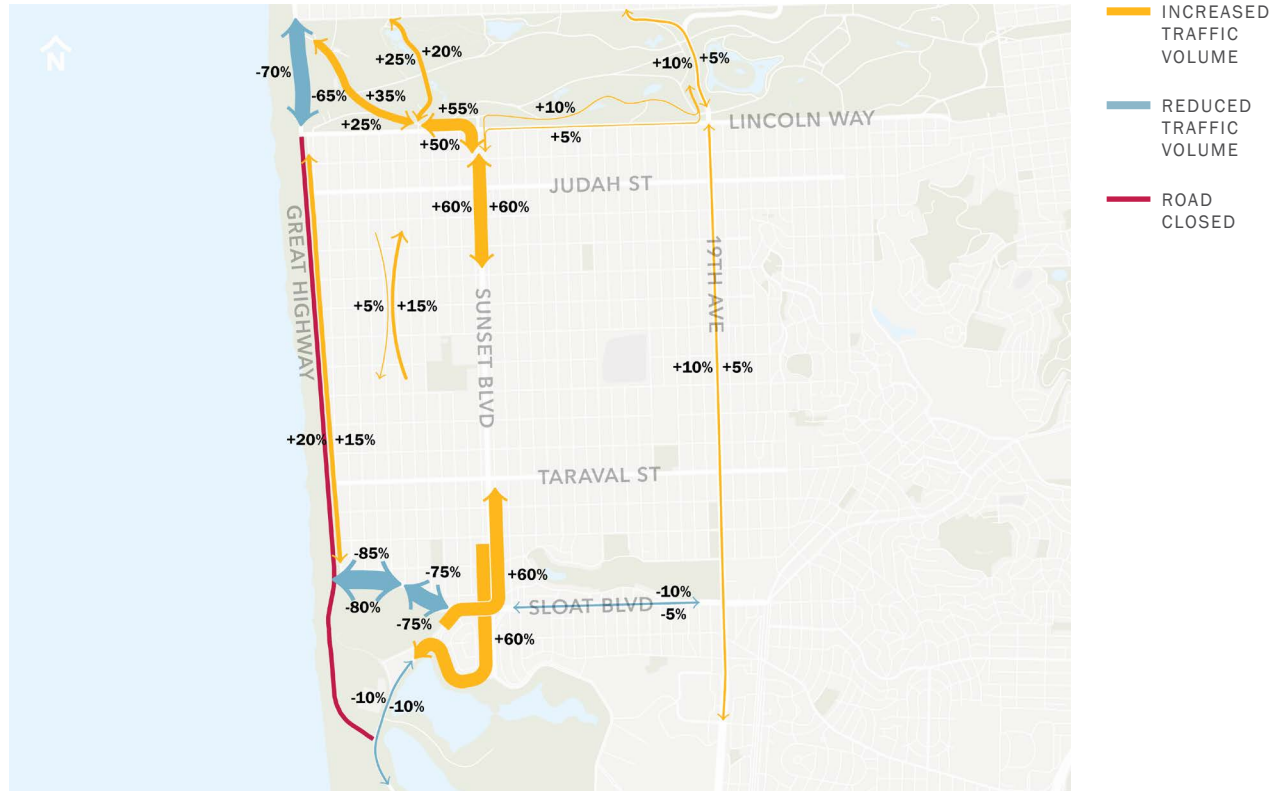 INCREASED
TRAFFIC
VOLUME
REDUCED
TRAFFIC
VOLUME
ROAD
CLOSED
N
-70%
-65%
+35%
+25%
+25%
+20%
+55%
+50%
+10%
+5%
+10%
+5%
LINCOLN WAY
JUDAH ST
+60%
+60%
GREAT HIGHWAY
+5%
+15%
SUNSET BLVD
19TH AVE
+10%
+5%
+20%
+15%
TARAVAL ST
-85%
-80%
-75%
-75%
+60%
SLOAT BLVD
-10%
-5%
+60%
-10%
-10%